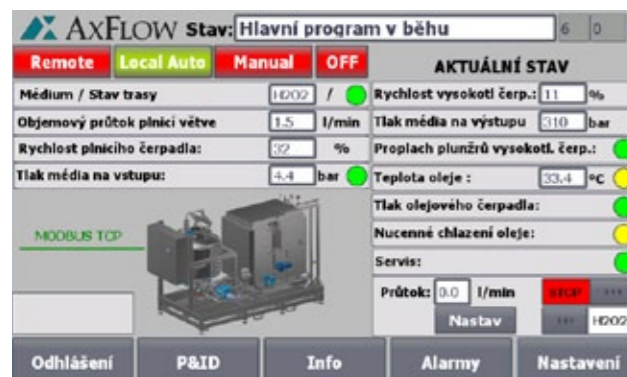 AxFlow Stav: Hlavní program v běhu 6 0
Remote Local Auto Manual OFF AKTUÁLNÍ STAV
Médium / Stav trasy H2O2 / Rychlost vysokotl čerp.: 11 %
Objemový průtok plnící větve 1.5 l/min Tlak média na výstupu 310 bar
Rychlost plnicího čerpadla: 32 % Proplach plunžrů vysokotl. čerp.:
Tlak média na vstupu: 4.4 bar Teplota oleje : 33.4 °C
Tlak olejového čerpadla:
MODBUS TCP Nucenné chlazení oleje:
Servis:
Průtok: 0.0 l/min STOP
Nastav H2O2
Odhlášení P&ID Info Alarmy Nastavení